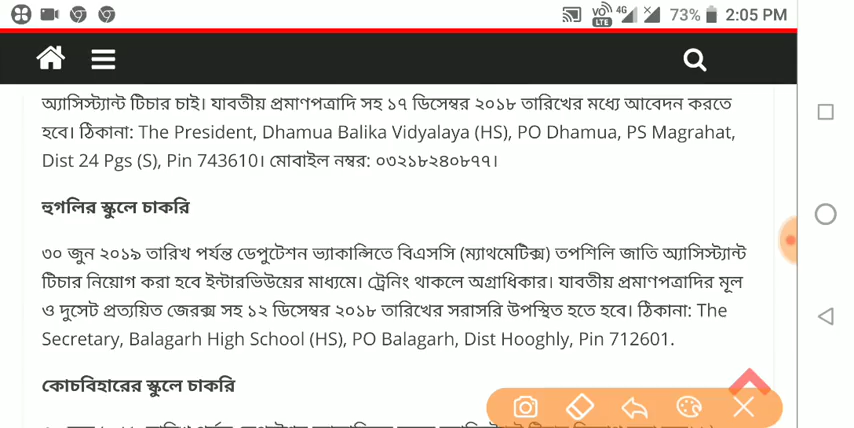 VO))
LTE
4G
73%
2:05 PM
অ্যাসিস্ট্যান্ট টিচার চাই। যাবতীয় প্রমাণপত্রাদি সহ ১৭ ডিসেম্বর ২০১৮ তারিখের মধ্যে আবেদন করতে
হবে। ঠিকানা: The President, Dhamua Balika Vidyalaya (HS), PO Dhamua, PS Magrahat,
Dist 24 Pgs (S), Pin 743610। মোবাইল নম্বর: ০৩২১৮২৪০৮৭৭।
হুগলির স্কুলে চাকরি
৩০ জুন ২০১৯ তারিখ পর্যন্ত ডেপুটেশন ভ্যাকান্সিতে বিএসসি (ম্যাথমেটিক্স) তপশিলি জাতি অ্যাসিস্ট্যান্ট
টিচার নিয়োগ করা হবে ইন্টারভিউয়ের মাধ্যমে। ট্রেনিং থাকলে অগ্রাধিকার। যাবতীয় প্রমাণপত্রাদির মূল
ও দুসেট প্রত্যয়িত জেরক্স সহ ১২ ডিসেম্বর ২০১৮ তারিখের সরাসরি উপস্থিত হতে হবে। ঠিকানা: The
Secretary, Balagarh High School (HS), PO Balagarh, Dist Hooghly, Pin 712601.
কোচবিহারের স্কুলে চাকরি